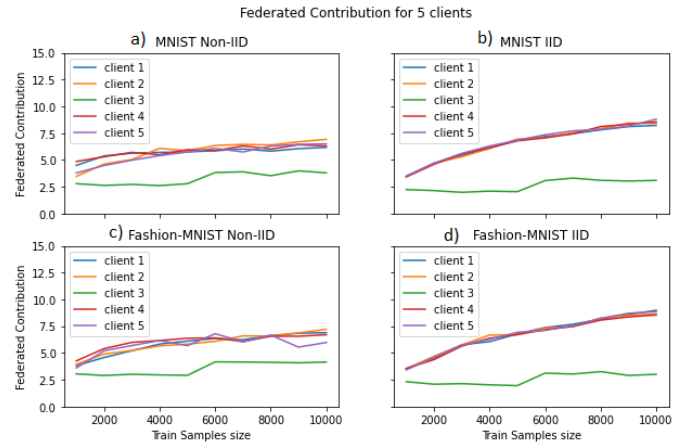 Federated Contribution for 5 clients
a) MNIST Non-IID
b) MNIST IID
Federated Contribution
15.0
12.5
10.0
7.5
5.0
2.5
0.0
client 1
client 2
client 3
client 4
client 5
client 1
client 2
client 3
client 4
client 5
c) Fashion-MNIST Non-IID
d) Fashion-MNIST IID
Federated Contribution
15.0
12.5
10.0
7.5
5.0
2.5
0.0
client 1
client 2
client 3
client 4
client 5
client 1
client 2
client 3
client 4
client 5
2000 4000 6000 8000 10000
2000 4000 6000 8000 10000
Train Samples size
Train Samples size